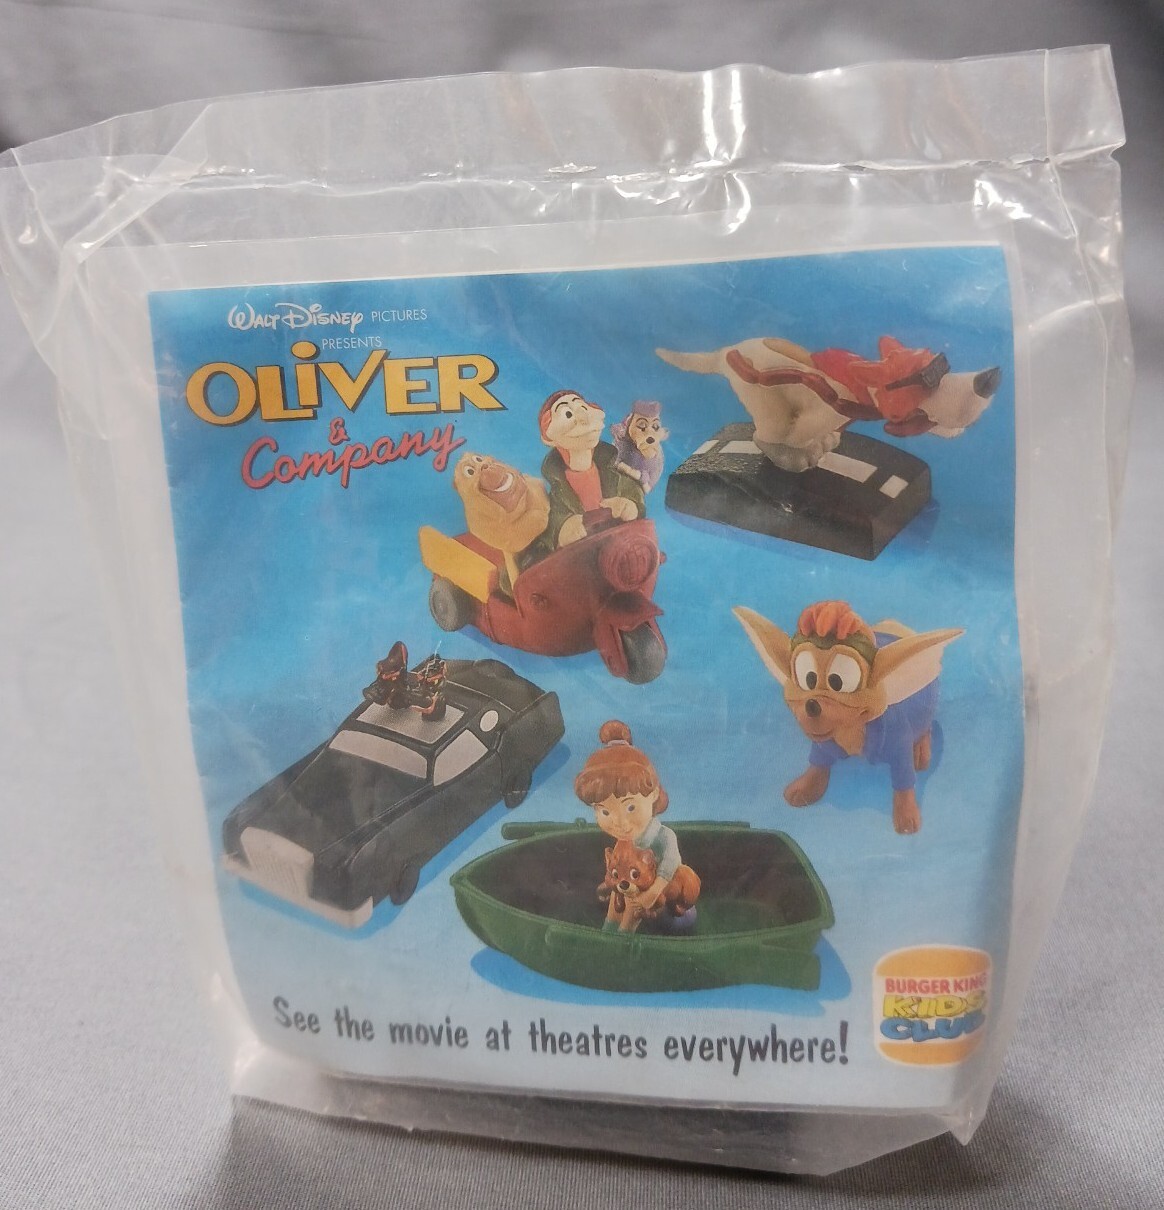 WALT DISNEY PICTURES
PRESENTS
OLIVER
&
Company
See the movie at theatres everywhere!
BURGER KING
KIDS
CLUB